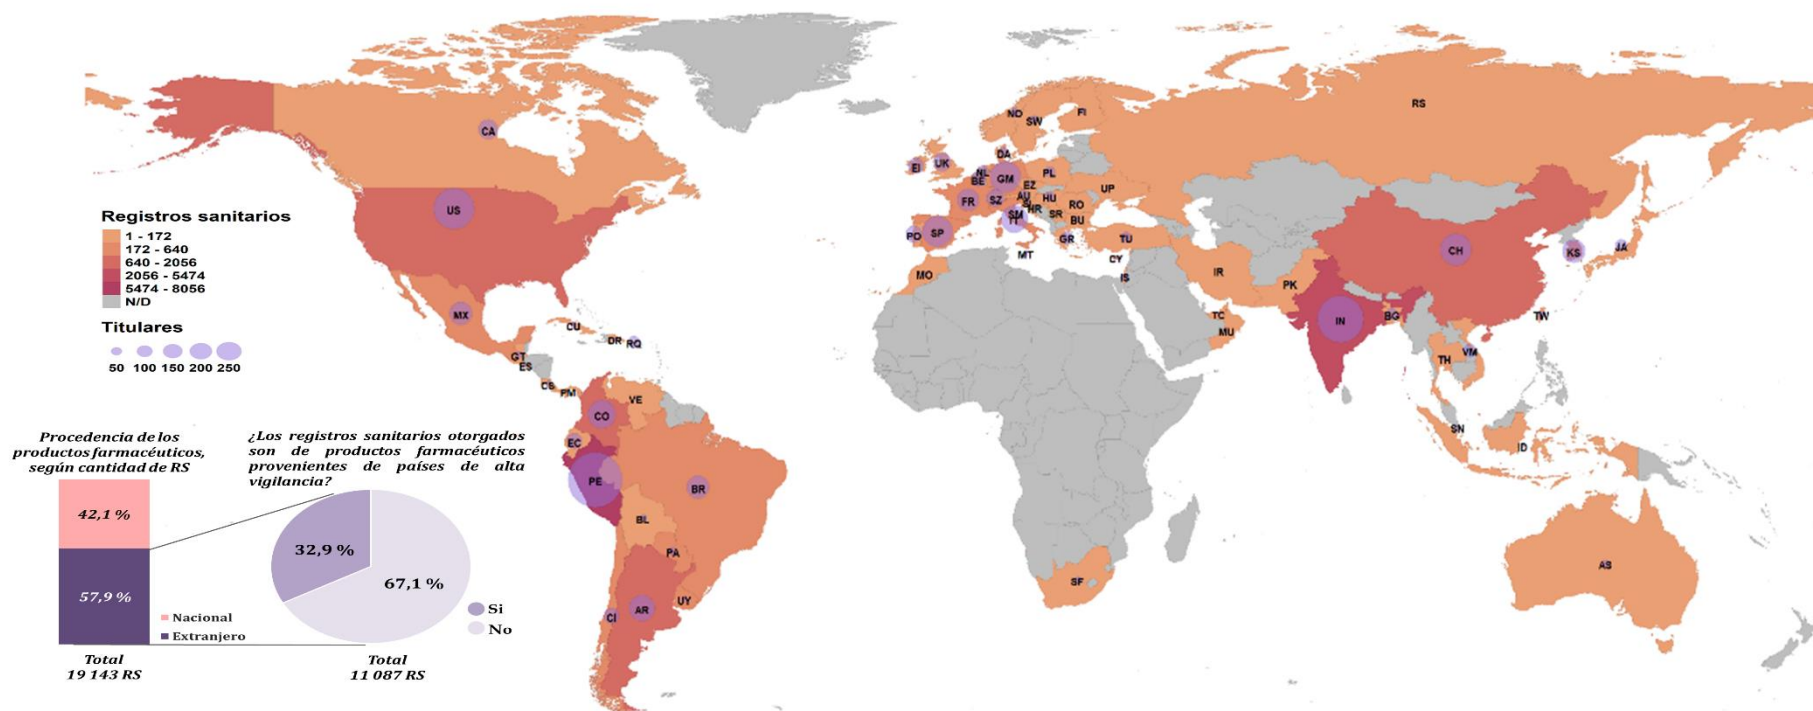 RS
NO
SW
FI
CA
EI
UK
DA
NL
BE
GM
PL
EZ
UP
FR
SZ
AU
HU
RO
SI
HR
SR
BU
SM
IT
US
PO
SP
GR
TU
CH
KS
JA
MT
CY
IS
MO
IR
PK
Registros sanitarios
1 - 172
172 - 640
640 - 2056
2056 - 5474
5474 - 8056
N/D
Titulares
50 100 150 200 250
MX
CU
DR
RQ
GT
ES
CS
PM
TC
MU
IN
BG
TW
VM
TH
SN
ID
VE
CO
EC
PE
BR
BL
PA
UY
CI
AR
SF
AS
Procedencia de los
productos farmacéuticos,
según cantidad de RS
42,1 %
57,9 %
Nacional
Extranjero
Total
19 143 RS
¿Los registros sanitarios otorgados
son de productos farmacéuticos
provenientes de países de alta
vigilancia?
32,9 %
67,1 %
Si
No
Total
11 087 RS